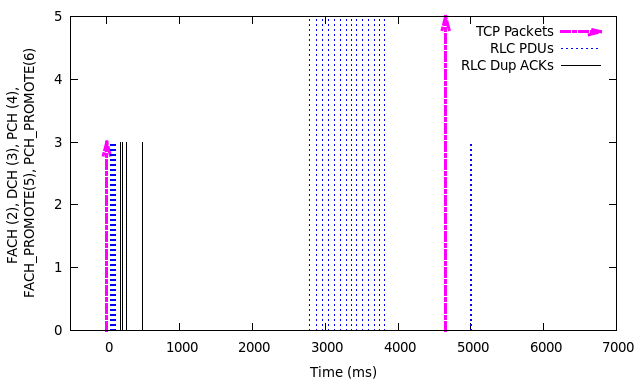 FACH (2), DCH (3), PCH (4),
FACH_PROMOTE(5), PCH_PROMOTE(6)
5
4
3
2
1
0
TCP Packets
RLC PDUs
RLC Dup ACKs
0 1000 2000 3000 4000 5000 6000 7000
Time (ms)